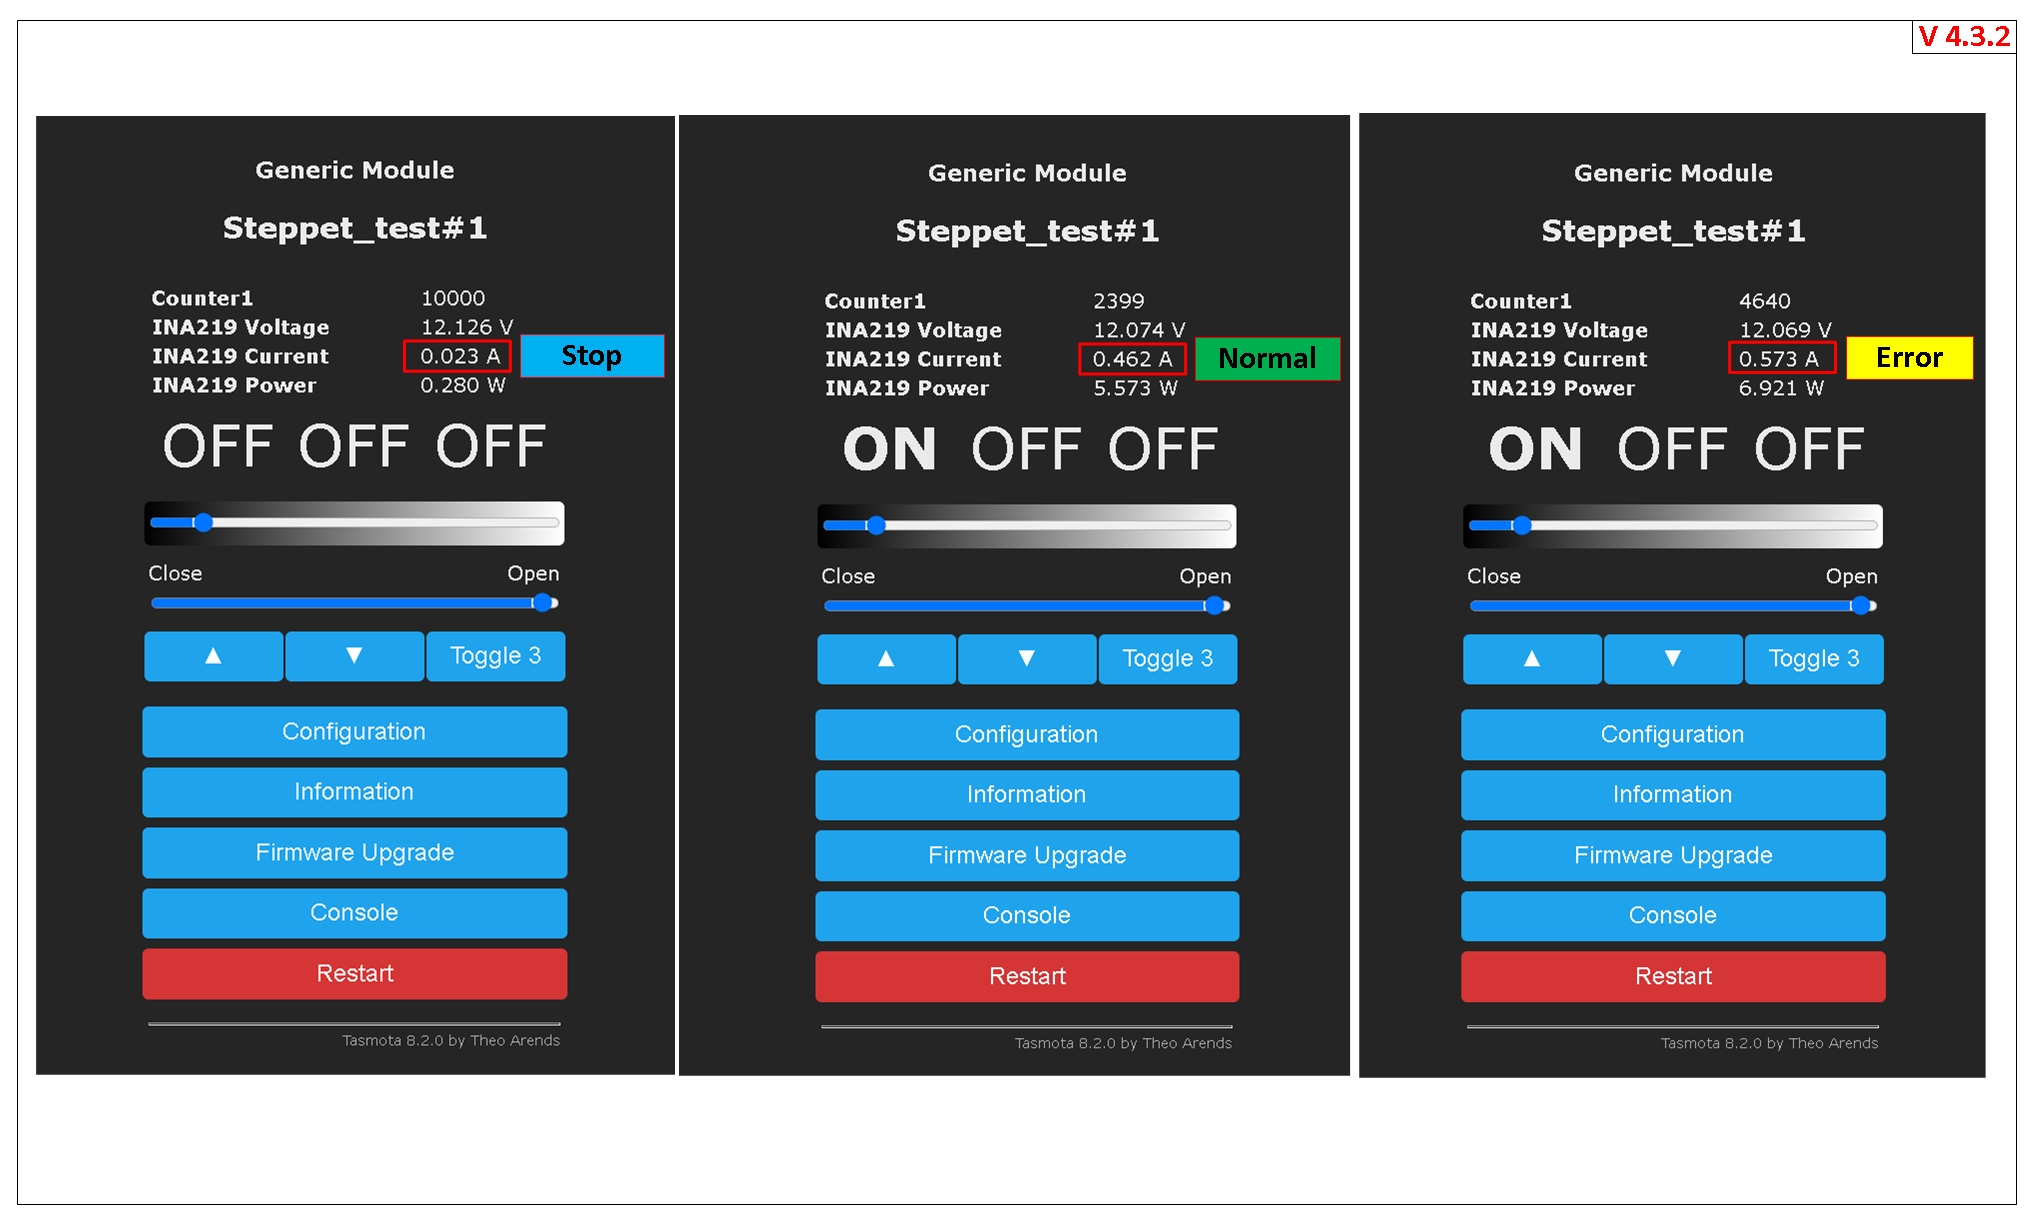 V 4.3.2
Generic Module
Steppet_test#1
Counter1 10000
INA219 Voltage 12.126 V
INA219 Current 0.023 A Stop
INA219 Power 0.280 W
OFF OFF OFF
Close Open
▲ ▼ Toggle 3
Configuration
Information
Firmware Upgrade
Console
Restart
Tasmota 8.2.0 by Theo Arends
Generic Module
Steppet_test#1
Counter1 2399
INA219 Voltage 12.074 V
INA219 Current 0.462 A Normal
INA219 Power 5.573 W
ON OFF OFF
Close Open
▲ ▼ Toggle 3
Configuration
Information
Firmware Upgrade
Console
Restart
Tasmota 8.2.0 by Theo Arends
Generic Module
Steppet_test#1
Counter1 4640
INA219 Voltage 12.069 V
INA219 Current 0.573 A Error
INA219 Power 6.921 W
ON OFF OFF
Close Open
▲ ▼ Toggle 3
Configuration
Information
Firmware Upgrade
Console
Restart
Tasmota 8.2.0 by Theo Arends